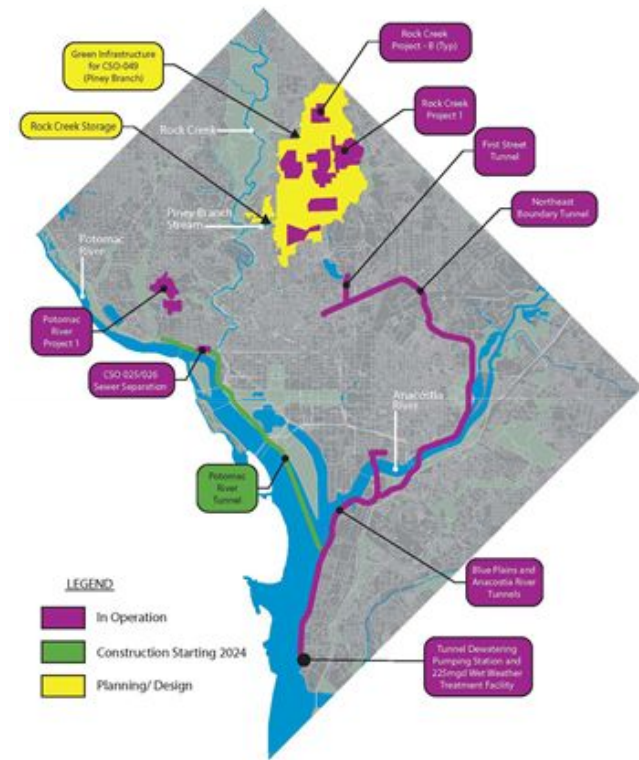 Green Infrastructure
for CSO-049
(Piney Branch)
Rock Creek
Project - B (Typ)
Rock Creek Storage
Rock Creek
Rock Creek
Project 1
First Street
Tunnel
Northeast
Boundary Tunnel
Piney Branch
Stream
Potomac
River
Potomac
River
Project 1
CSO 025/026
Sewer Separation
Anacostia
River
Potomac
River
Tunnel
Blue Plains and
Anacostia River
Tunnels
Tunnel Dewatering
Pumping Station and
225mgd Wet Weather
Treatment Facility
LEGEND
In Operation
Construction Starting 2024
Planning/ Design